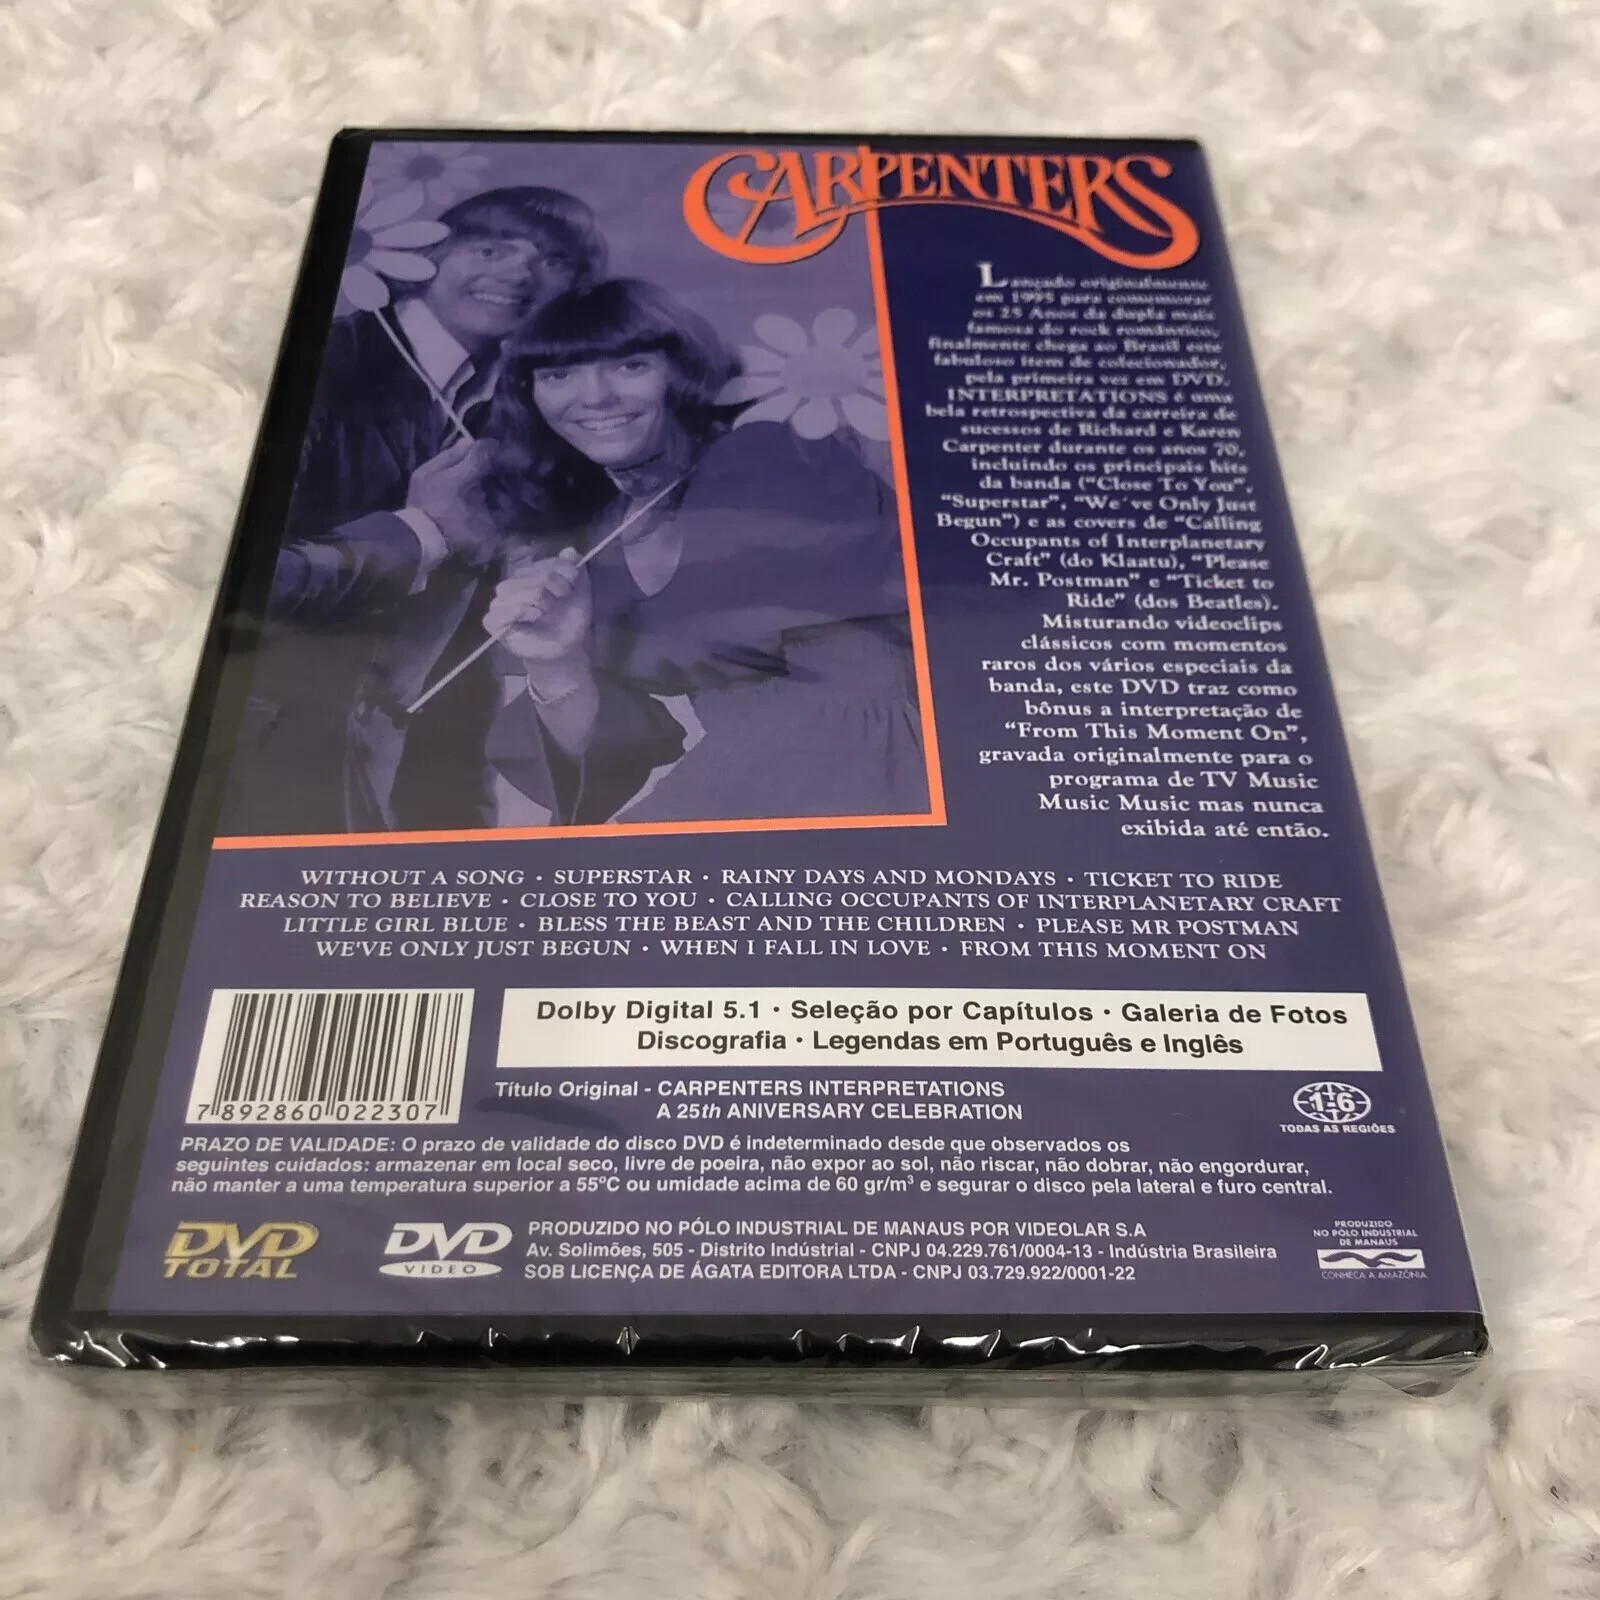 CARPENTERS
Lançado originalmente
em 1995 para comemorar
os 25 Anos da dupla mais
famosa do rock romântico,
finalmente chega ao Brasil este
fabuloso item de colecionador,
pela primeira vez em DVD.
INTERPRETATIONS é uma
bela retrospectiva da carreira de
sucessos de Richard e Karen
Carpenter durante os anos 70,
incluindo os principais hits
da banda ("Close To You",
"Superstar", "We´ve Only Just
Begun") e as covers de "Calling
Occupants of Interplanetary
Craft" (do Klaatu), "Please
Mr. Postman" e "Ticket to
Ride" (dos Beatles).
Misturando videoclips
clássicos com momentos
raros dos vários especiais da
banda, este DVD traz como
bônus a interpretação de
"From This Moment On",
gravada originalmente para o
programa de TV Music
Music Music mas nunca
exibida até então.
WITHOUT A SONG • SUPERSTAR • RAINY DAYS AND MONDAYS • TICKET TO RIDE
REASON TO BELIEVE • CLOSE TO YOU • CALLING OCCUPANTS OF INTERPLANETARY CRAFT
LITTLE GIRL BLUE • BLESS THE BEAST AND THE CHILDREN • PLEASE MR POSTMAN
WE'VE ONLY JUST BEGUN • WHEN I FALL IN LOVE • FROM THIS MOMENT ON
Dolby Digital 5.1 • Seleção por Capítulos • Galeria de Fotos
Discografia • Legendas em Português e Inglês
7 892860 022307
Título Original - CARPENTERS INTERPRETATIONS
A 25th ANIVERSARY CELEBRATION
1-6
TODAS AS REGIÕES
PRAZO DE VALIDADE: O prazo de validade do disco DVD é indeterminado desde que observados os
seguintes cuidados: armazenar em local seco, livre de poeira, não expor ao sol, não riscar, não dobrar, não engordurar,
não manter a uma temperatura superior a 55ºC ou umidade acima de 60 gr/m³ e segurar o disco pela lateral e furo central.
DVD
TOTAL
DVD
VIDEO
PRODUZIDO NO PÓLO INDUSTRIAL DE MANAUS POR VIDEOLAR S.A
Av. Solimões, 505 - Distrito Indústrial - CNPJ 04.229.761/0004-13 - Indústria Brasileira
SOB LICENÇA DE ÁGATA EDITORA LTDA - CNPJ 03.729.922/0001-22
PRODUZIDO
NO PÓLO INDUSTRIAL
DE MANAUS
CONHEÇA A AMAZÔNIA